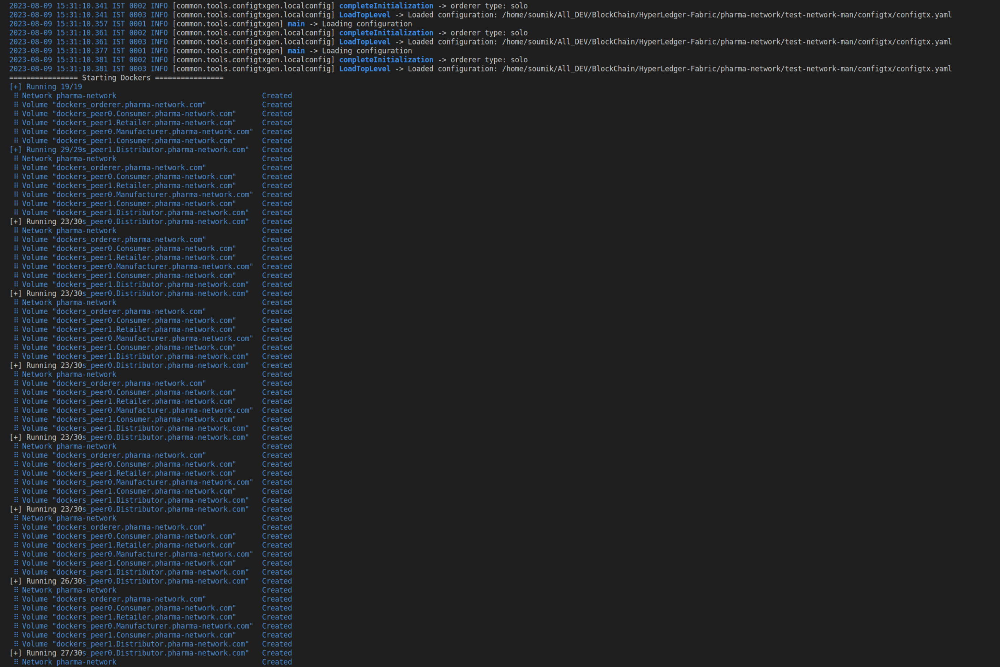 2023-08-09 15:31:10.341 IST 0002 INFO [common.tools.configtxgen.localconfig] completeInitialization -> orderer type: solo
2023-08-09 15:31:10.341 IST 0003 INFO [common.tools.configtxgen.localconfig] LoadTopLevel -> Loaded configuration: /home/soumik/All_DEV/BlockChain/HyperLedger-Fabric/pharma-network/test-network-man/configtx/configtx.yaml
2023-08-09 15:31:10.357 IST 0001 INFO [common.tools.configtxgen] main -> Loading configuration
2023-08-09 15:31:10.361 IST 0002 INFO [common.tools.configtxgen.localconfig] completeInitialization -> orderer type: solo
2023-08-09 15:31:10.361 IST 0003 INFO [common.tools.configtxgen.localconfig] LoadTopLevel -> Loaded configuration: /home/soumik/All_DEV/BlockChain/HyperLedger-Fabric/pharma-network/test-network-man/configtx/configtx.yaml
2023-08-09 15:31:10.377 IST 0001 INFO [common.tools.configtxgen] main -> Loading configuration
2023-08-09 15:31:10.381 IST 0002 INFO [common.tools.configtxgen.localconfig] completeInitialization -> orderer type: solo
2023-08-09 15:31:10.381 IST 0003 INFO [common.tools.configtxgen.localconfig] LoadTopLevel -> Loaded configuration: /home/soumik/All_DEV/BlockChain/HyperLedger-Fabric/pharma-network/test-network-man/configtx/configtx.yaml
================ Starting Dockers ================
[+] Running 19/19
⠿ Network pharma-network Created
⠿ Volume "dockers_orderer.pharma-network.com" Created
⠿ Volume "dockers_peer0.Consumer.pharma-network.com" Created
⠿ Volume "dockers_peer1.Retailer.pharma-network.com" Created
⠿ Volume "dockers_peer0.Manufacturer.pharma-network.com" Created
⠿ Volume "dockers_peer1.Consumer.pharma-network.com" Created
[+] Running 29/29s_peer1.Distributor.pharma-network.com" Created
⠿ Network pharma-network Created
⠿ Volume "dockers_orderer.pharma-network.com" Created
⠿ Volume "dockers_peer0.Consumer.pharma-network.com" Created
⠿ Volume "dockers_peer1.Retailer.pharma-network.com" Created
⠿ Volume "dockers_peer0.Manufacturer.pharma-network.com" Created
⠿ Volume "dockers_peer1.Consumer.pharma-network.com" Created
⠿ Volume "dockers_peer1.Distributor.pharma-network.com" Created
[+] Running 23/30s_peer0.Distributor.pharma-network.com" Created
⠿ Network pharma-network Created
⠿ Volume "dockers_orderer.pharma-network.com" Created
⠿ Volume "dockers_peer0.Consumer.pharma-network.com" Created
⠿ Volume "dockers_peer1.Retailer.pharma-network.com" Created
⠿ Volume "dockers_peer0.Manufacturer.pharma-network.com" Created
⠿ Volume "dockers_peer1.Consumer.pharma-network.com" Created
⠿ Volume "dockers_peer1.Distributor.pharma-network.com" Created
[+] Running 23/30s_peer0.Distributor.pharma-network.com" Created
⠿ Network pharma-network Created
⠿ Volume "dockers_orderer.pharma-network.com" Created
⠿ Volume "dockers_peer0.Consumer.pharma-network.com" Created
⠿ Volume "dockers_peer1.Retailer.pharma-network.com" Created
⠿ Volume "dockers_peer0.Manufacturer.pharma-network.com" Created
⠿ Volume "dockers_peer1.Consumer.pharma-network.com" Created
⠿ Volume "dockers_peer1.Distributor.pharma-network.com" Created
[+] Running 23/30s_peer0.Distributor.pharma-network.com" Created
⠿ Network pharma-network Created
⠿ Volume "dockers_orderer.pharma-network.com" Created
⠿ Volume "dockers_peer0.Consumer.pharma-network.com" Created
⠿ Volume "dockers_peer1.Retailer.pharma-network.com" Created
⠿ Volume "dockers_peer0.Manufacturer.pharma-network.com" Created
⠿ Volume "dockers_peer1.Consumer.pharma-network.com" Created
⠿ Volume "dockers_peer1.Distributor.pharma-network.com" Created
[+] Running 23/30s_peer0.Distributor.pharma-network.com" Created
⠿ Network pharma-network Created
⠿ Volume "dockers_orderer.pharma-network.com" Created
⠿ Volume "dockers_peer0.Consumer.pharma-network.com" Created
⠿ Volume "dockers_peer1.Retailer.pharma-network.com" Created
⠿ Volume "dockers_peer0.Manufacturer.pharma-network.com" Created
⠿ Volume "dockers_peer1.Consumer.pharma-network.com" Created
⠿ Volume "dockers_peer1.Distributor.pharma-network.com" Created
[+] Running 23/30s_peer0.Distributor.pharma-network.com" Created
⠿ Network pharma-network Created
⠿ Volume "dockers_orderer.pharma-network.com" Created
⠿ Volume "dockers_peer0.Consumer.pharma-network.com" Created
⠿ Volume "dockers_peer1.Retailer.pharma-network.com" Created
⠿ Volume "dockers_peer0.Manufacturer.pharma-network.com" Created
⠿ Volume "dockers_peer1.Consumer.pharma-network.com" Created
⠿ Volume "dockers_peer1.Distributor.pharma-network.com" Created
[+] Running 26/30s_peer0.Distributor.pharma-network.com" Created
⠿ Network pharma-network Created
⠿ Volume "dockers_orderer.pharma-network.com" Created
⠿ Volume "dockers_peer0.Consumer.pharma-network.com" Created
⠿ Volume "dockers_peer1.Retailer.pharma-network.com" Created
⠿ Volume "dockers_peer0.Manufacturer.pharma-network.com" Created
⠿ Volume "dockers_peer1.Consumer.pharma-network.com" Created
⠿ Volume "dockers_peer1.Distributor.pharma-network.com" Created
[+] Running 27/30s_peer0.Distributor.pharma-network.com" Created
⠿ Network pharma-network Created